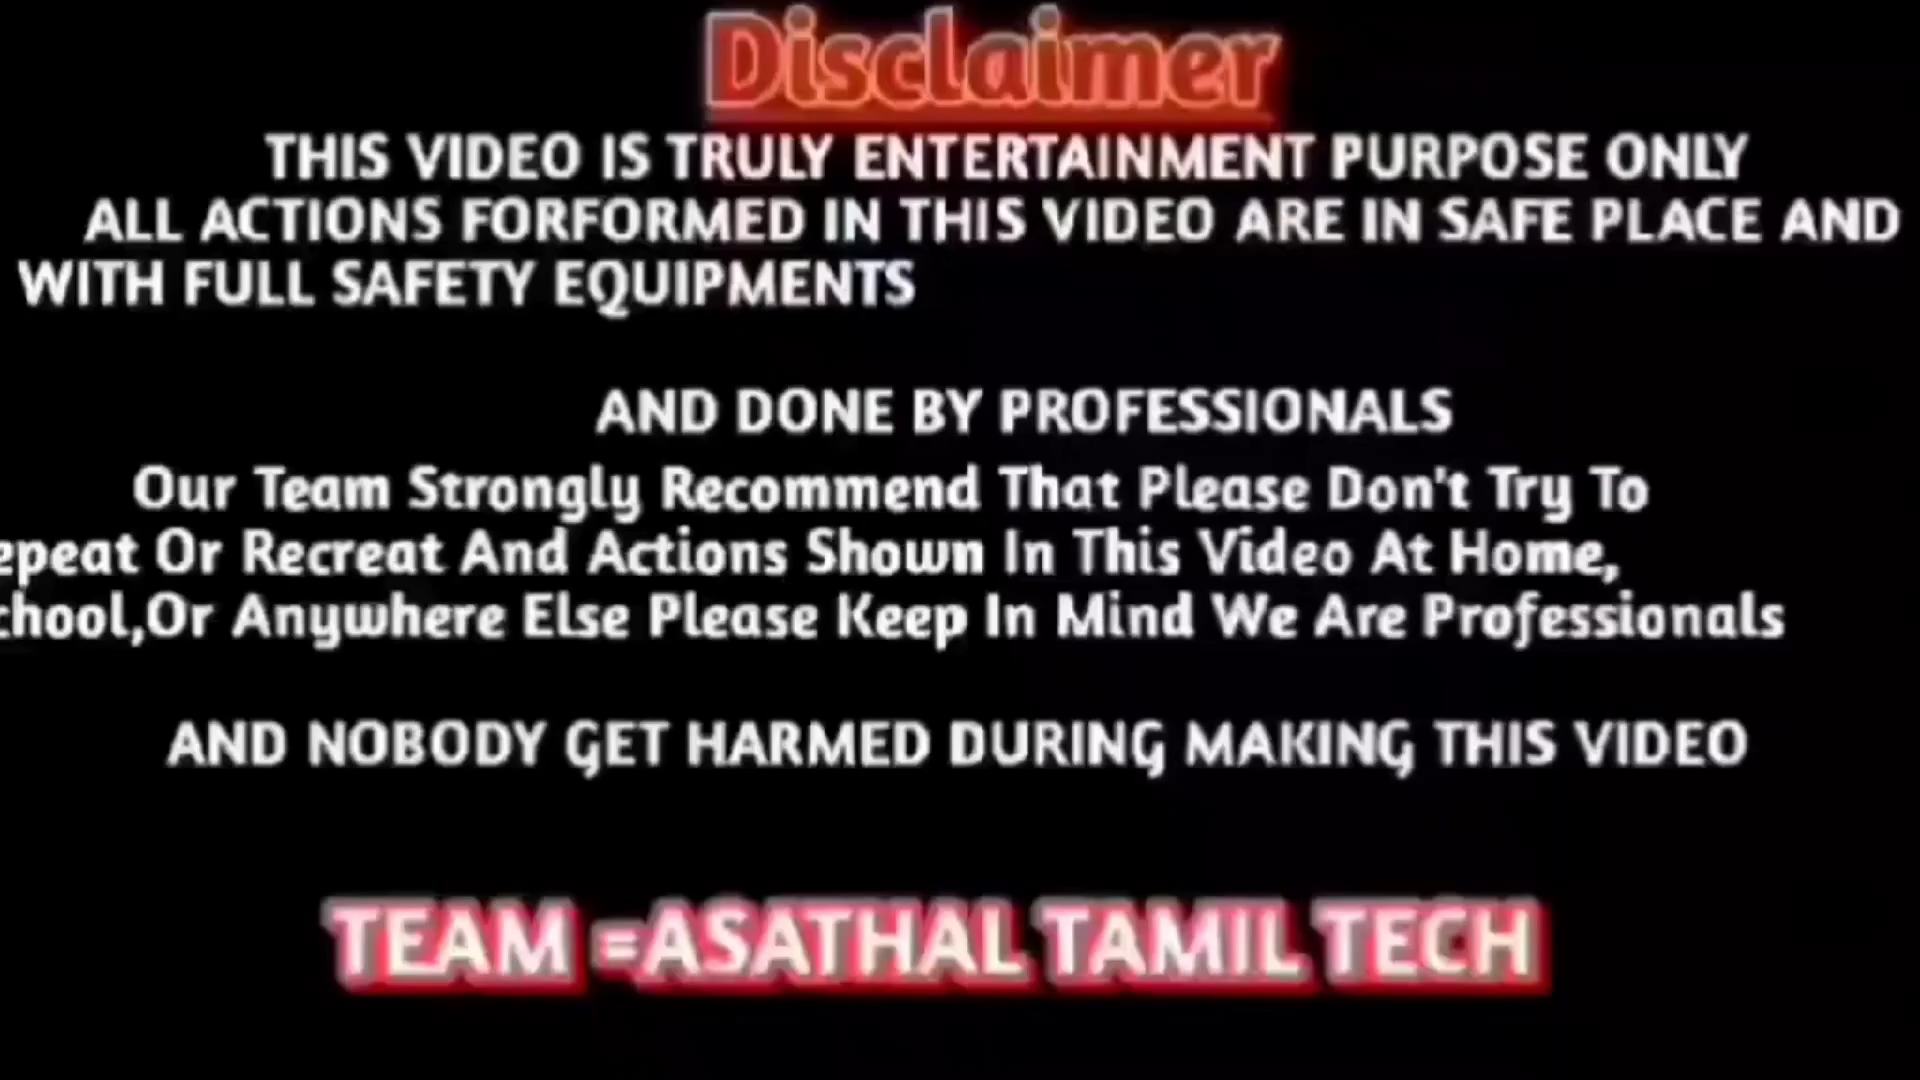 Disclaimer
THIS VIDEO IS TRULY ENTERTAINMENT PURPOSE ONLY
ALL ACTIONS FORFORMED IN THIS VIDEO ARE IN SAFE PLACE AND
WITH FULL SAFETY EQUIPMENTS
AND DONE BY PROFESSIONALS
Our Team Strongly Recommend That Please Don't Try To
epeat Or Recreat And Actions Shown In This Video At Home,
chool,Or Anywhere Else Please Keep In Mind We Are Professionals
AND NOBODY GET HARMED DURING MAKING THIS VIDEO
TEAM =ASATHAL TAMIL TECH